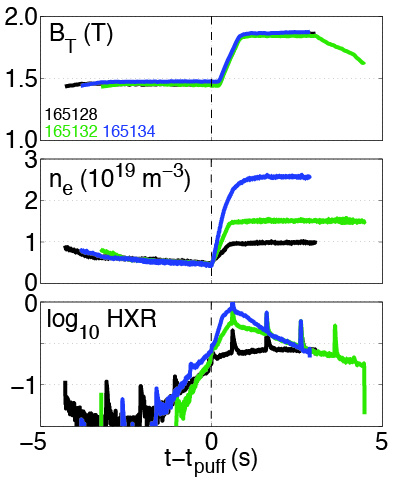 2.0
B_T (T)
1.5
165128
165132 165134
1.0
3
n_e (10^19 m^−3)
2
1
0
0
log_10 HXR
−1
−5 0 5
t−t_puff (s)